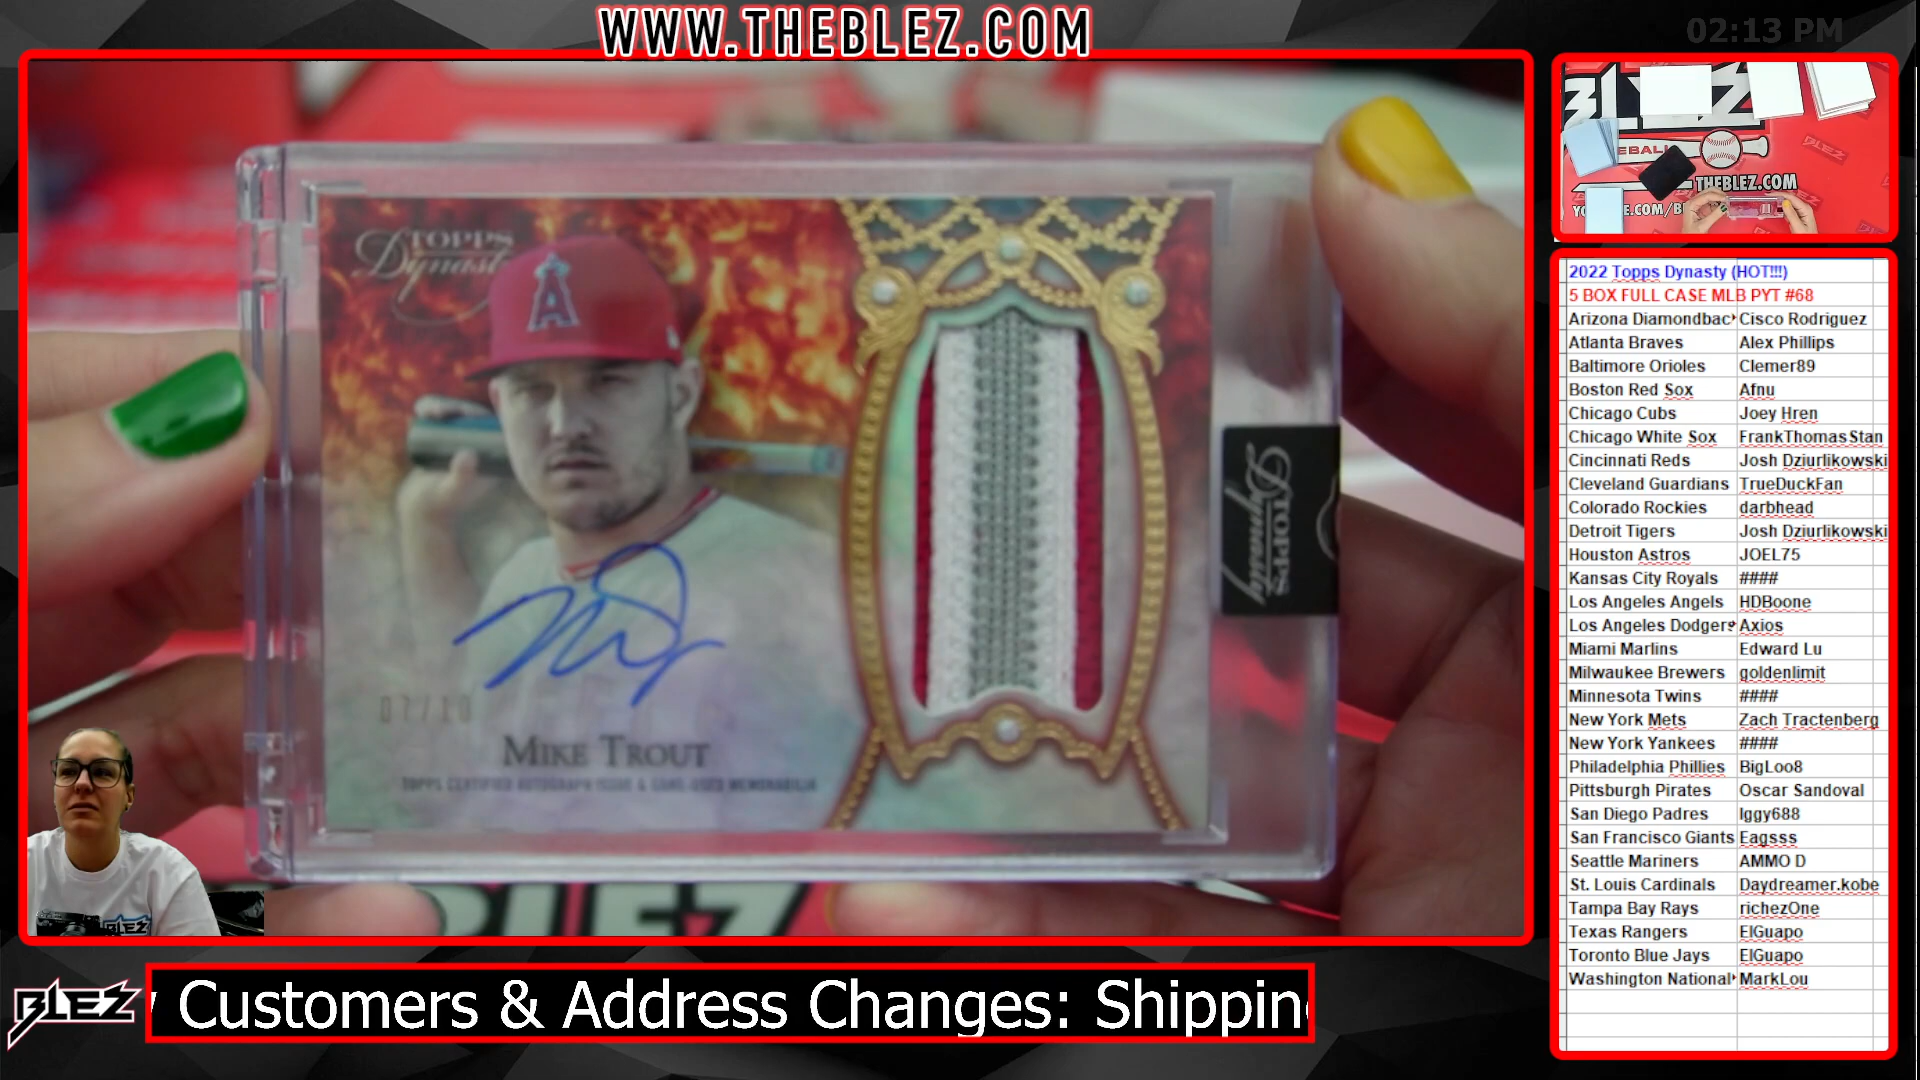 WWW.THEBLEZ.COM
02:13 PM
TOPPS
Dynasty
A
07/10
MIKE TROUT
TOPPS CERTIFIED AUTOGRAPH ISSUE & GAME-USED MEMORABILIA
TOPPS
Dynasty
BLEZ
EBALL
THEBLEZ.COM
E.COM/BL
2022 Topps Dynasty (HOT!!!)
5 BOX FULL CASE MLB PYT #68
Arizona Diamondbac Cisco Rodriguez
Atlanta Braves Alex Phillips
Baltimore Orioles Clemer89
Boston Red Sox Afnu
Chicago Cubs Joey Hren
Chicago White Sox FrankThomasStan
Cincinnati Reds Josh Dziurlikowski
Cleveland Guardians TrueDuckFan
Colorado Rockies darbhead
Detroit Tigers Josh Dziurlikowski
Houston Astros JOEL75
Kansas City Royals ####
Los Angeles Angels HDBoone
Los Angeles Dodgers Axios
Miami Marlins Edward Lu
Milwaukee Brewers goldenlimit
Minnesota Twins ####
New York Mets Zach Tractenberg
New York Yankees ####
Philadelphia Phillies BigLoo8
Pittsburgh Pirates Oscar Sandoval
San Diego Padres Iggy688
San Francisco Giants Eagsss
Seattle Mariners AMMO D
St. Louis Cardinals Daydreamer.kobe
Tampa Bay Rays richezOne
Texas Rangers ElGuapo
Toronto Blue Jays ElGuapo
Washington National MarkLou
BLEZ
Customers & Address Changes: Shipping